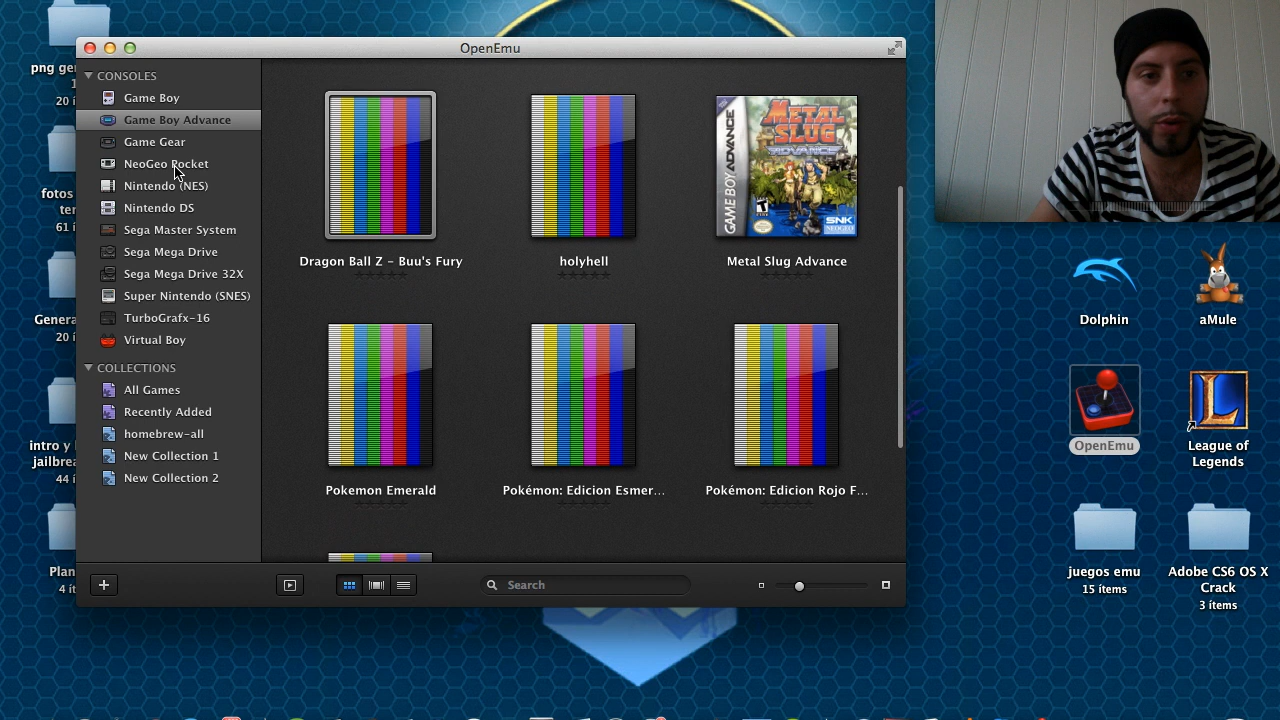 OpenEmu
CONSOLES
Game Boy
Game Boy Advance
Game Gear
NeoGeo Pocket
Nintendo (NES)
Nintendo DS
Sega Master System
Sega Mega Drive
Sega Mega Drive 32X
Super Nintendo (SNES)
TurboGrafx-16
Virtual Boy
COLLECTIONS
All Games
Recently Added
homebrew-all
New Collection 1
New Collection 2
Dragon Ball Z – Buu's Fury
holyhell
GAME BOY ADVANCE
METAL
SLUG
ADVANCE
SNK
NEOGEO
Metal Slug Advance
Pokemon Emerald
Pokémon: Edicion Esmer...
Pokémon: Edicion Rojo F...
Search
png ge
1
20 í
fotos
ter
61 í
Genera
20 í
intro y
jailbrea
44 í
Plan
4 ít
Dolphin
aMule
OpenEmu
League of
Legends
juegos emu
15 ítems
Adobe CS6 OS X
Crack
3 ítems